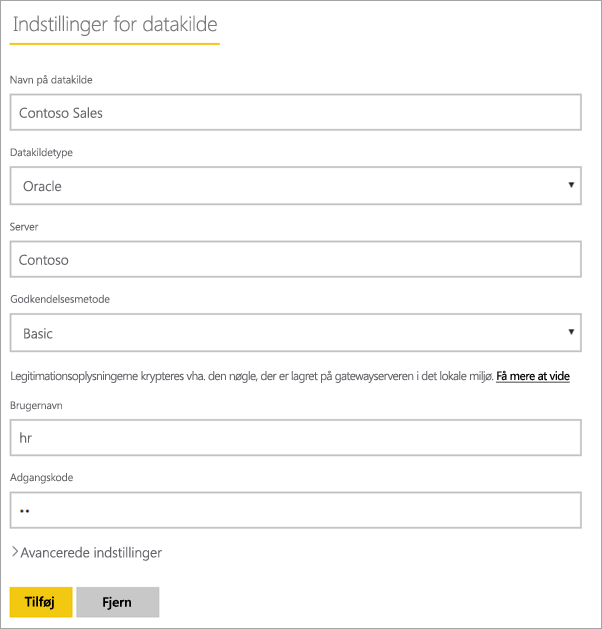 Indstillinger for datakilde
Navn på datakilde
Contoso Sales
Datakildetype
Oracle
Server
Contoso
Godkendelsesmetode
Basic
Legitimationsoplysningerne krypteres vha. den nøgle, der er lagret på gatewayserveren i det lokale miljø. Få mere at vide
Brugernavn
hr
Adgangskode
••
Avancerede indstillinger
Tilføj Fjern